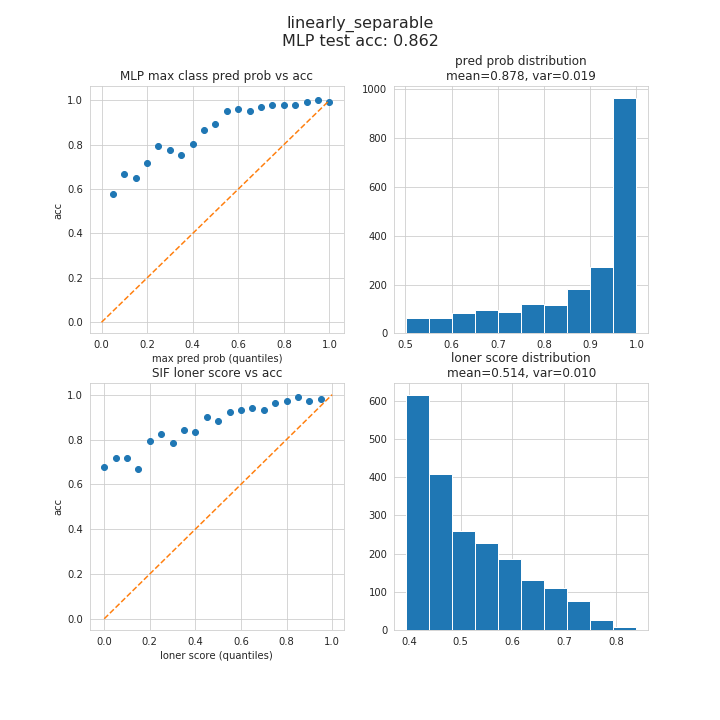 linearly_separable
MLP test acc: 0.862
MLP max class pred prob vs acc
1.0
0.8
0.6
0.4
0.2
0.0
acc
0.0 0.2 0.4 0.6 0.8 1.0
max pred prob (quantiles)
pred prob distribution
mean=0.878, var=0.019
1000
800
600
400
200
0
0.5 0.6 0.7 0.8 0.9 1.0
SIF loner score vs acc
1.0
0.8
0.6
0.4
0.2
0.0
acc
0.0 0.2 0.4 0.6 0.8 1.0
loner score (quantiles)
loner score distribution
mean=0.514, var=0.010
600
500
400
300
200
100
0
0.4 0.5 0.6 0.7 0.8